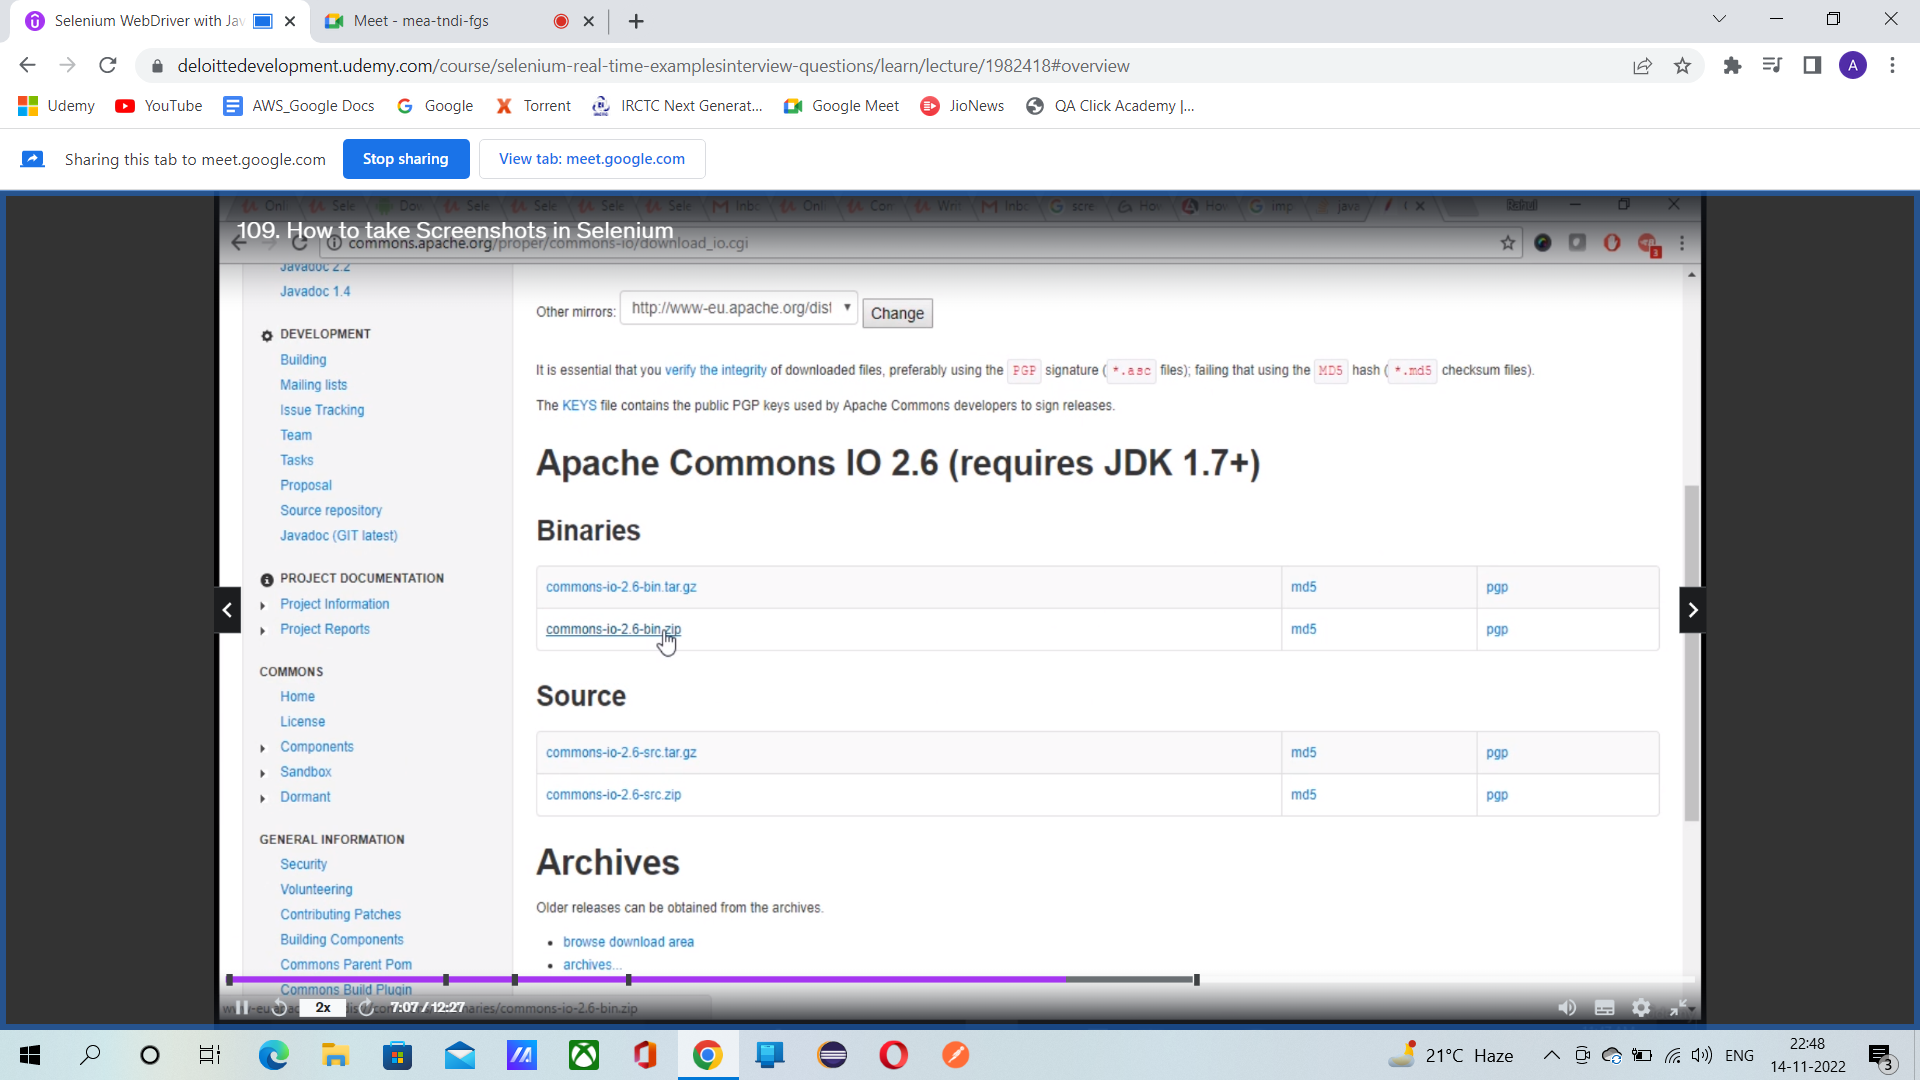 Selenium WebDriver with Jav
Meet - mea-tndi-fgs
deloittedevelopment.udemy.com/course/selenium-real-time-examplesinterview-questions/learn/lecture/1982418#overview
A
Udemy
YouTube
AWS_Google Docs
Google
Torrent
IRCTC Next Generat...
Google Meet
JioNews
QA Click Academy |...
Sharing this tab to meet.google.com
Stop sharing
View tab: meet.google.com
109. How to take Screenshots in Selenium
commons.apache.org/proper/commons-io/download_io.cgi
Javadoc 2.2
Javadoc 1.4
DEVELOPMENT
Building
Mailing lists
Issue Tracking
Team
Tasks
Proposal
Source repository
Javadoc (GIT latest)
PROJECT DOCUMENTATION
Project Information
Project Reports
COMMONS
Home
License
Components
Sandbox
Dormant
GENERAL INFORMATION
Security
Volunteering
Contributing Patches
Building Components
Commons Parent Pom
Commons Build Plugin
Other mirrors: http://www-eu.apache.org/dist Change
It is essential that you verify the integrity of downloaded files, preferably using the PGP signature ( *.asc files); failing that using the MD5 hash ( *.md5 checksum files).
The KEYS file contains the public PGP keys used by Apache Commons developers to sign releases.
Apache Commons IO 2.6 (requires JDK 1.7+)
Binaries
commons-io-2.6-bin.tar.gz md5 pgp
commons-io-2.6-bin.zip md5 pgp
Source
commons-io-2.6-src.tar.gz md5 pgp
commons-io-2.6-src.zip md5 pgp
Archives
Older releases can be obtained from the archives.
browse download area
archives...
2x
7:07 / 12:27
naries/commons-io-2.6-bin.zip
21°C Haze
ENG
22:48
14-11-2022
3